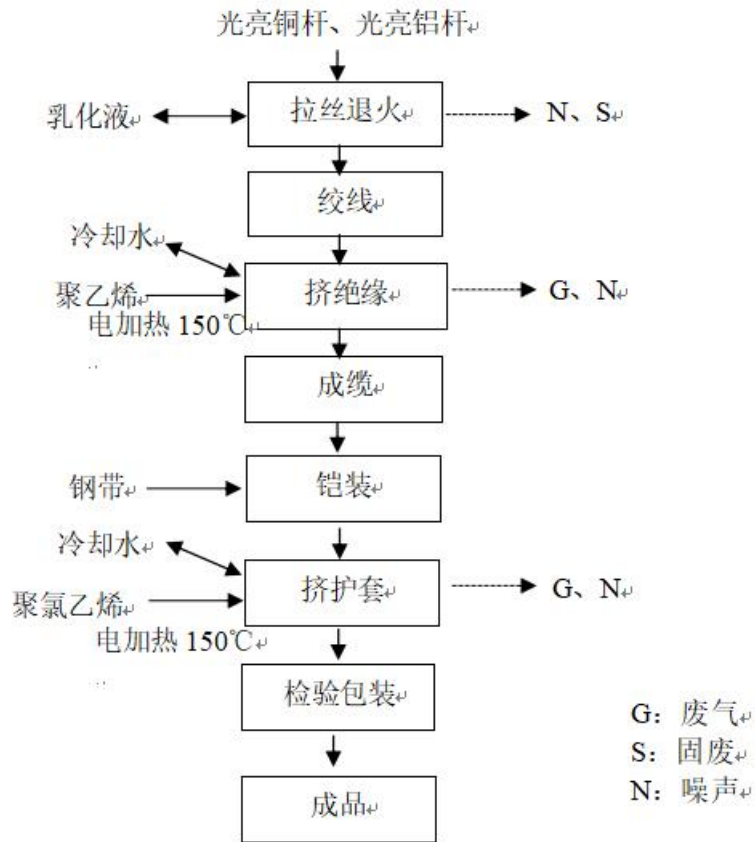 光亮铜杆、光亮铝杆
乳化液
拉丝退火
N、S
绞线
冷却水
聚乙烯
挤绝缘
G、N
电加热 150℃
成缆
钢带
铠装
冷却水
聚氯乙烯
挤护套
G、N
电加热 150℃
检验包装
G：废气
S：固废
N：噪声
成品